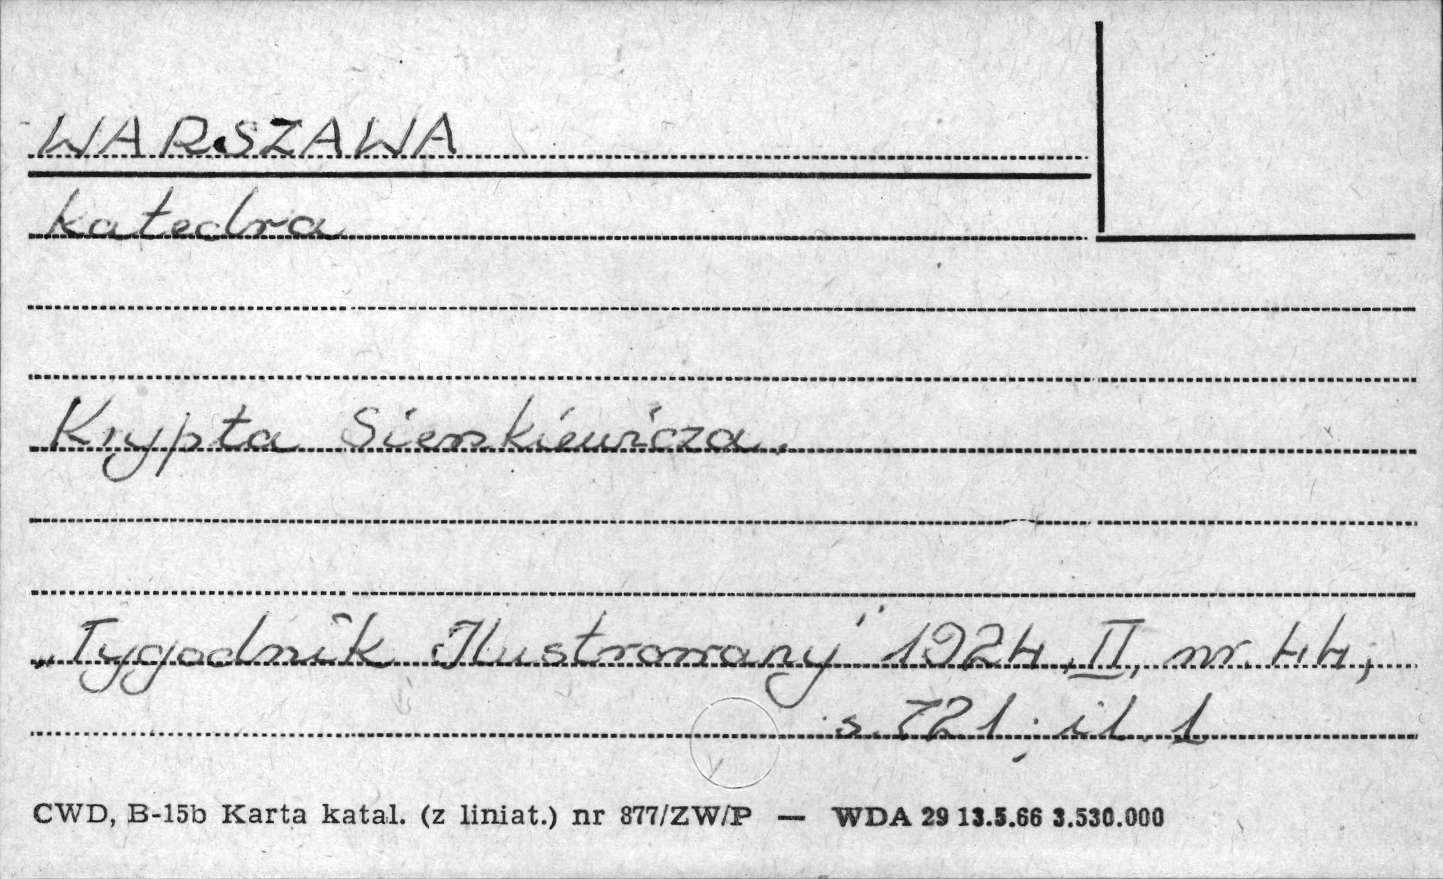 WARSZAWA
katedra
Krypta Sienkiewicza.
„Tygodnik Ilustrowany" 1924, II, nr. 44,
s. 721; il. 1
CWD, B-15b Karta katal. (z liniat.) nr 877/ZW/P — WDA 29 13.5.66 3.530.000